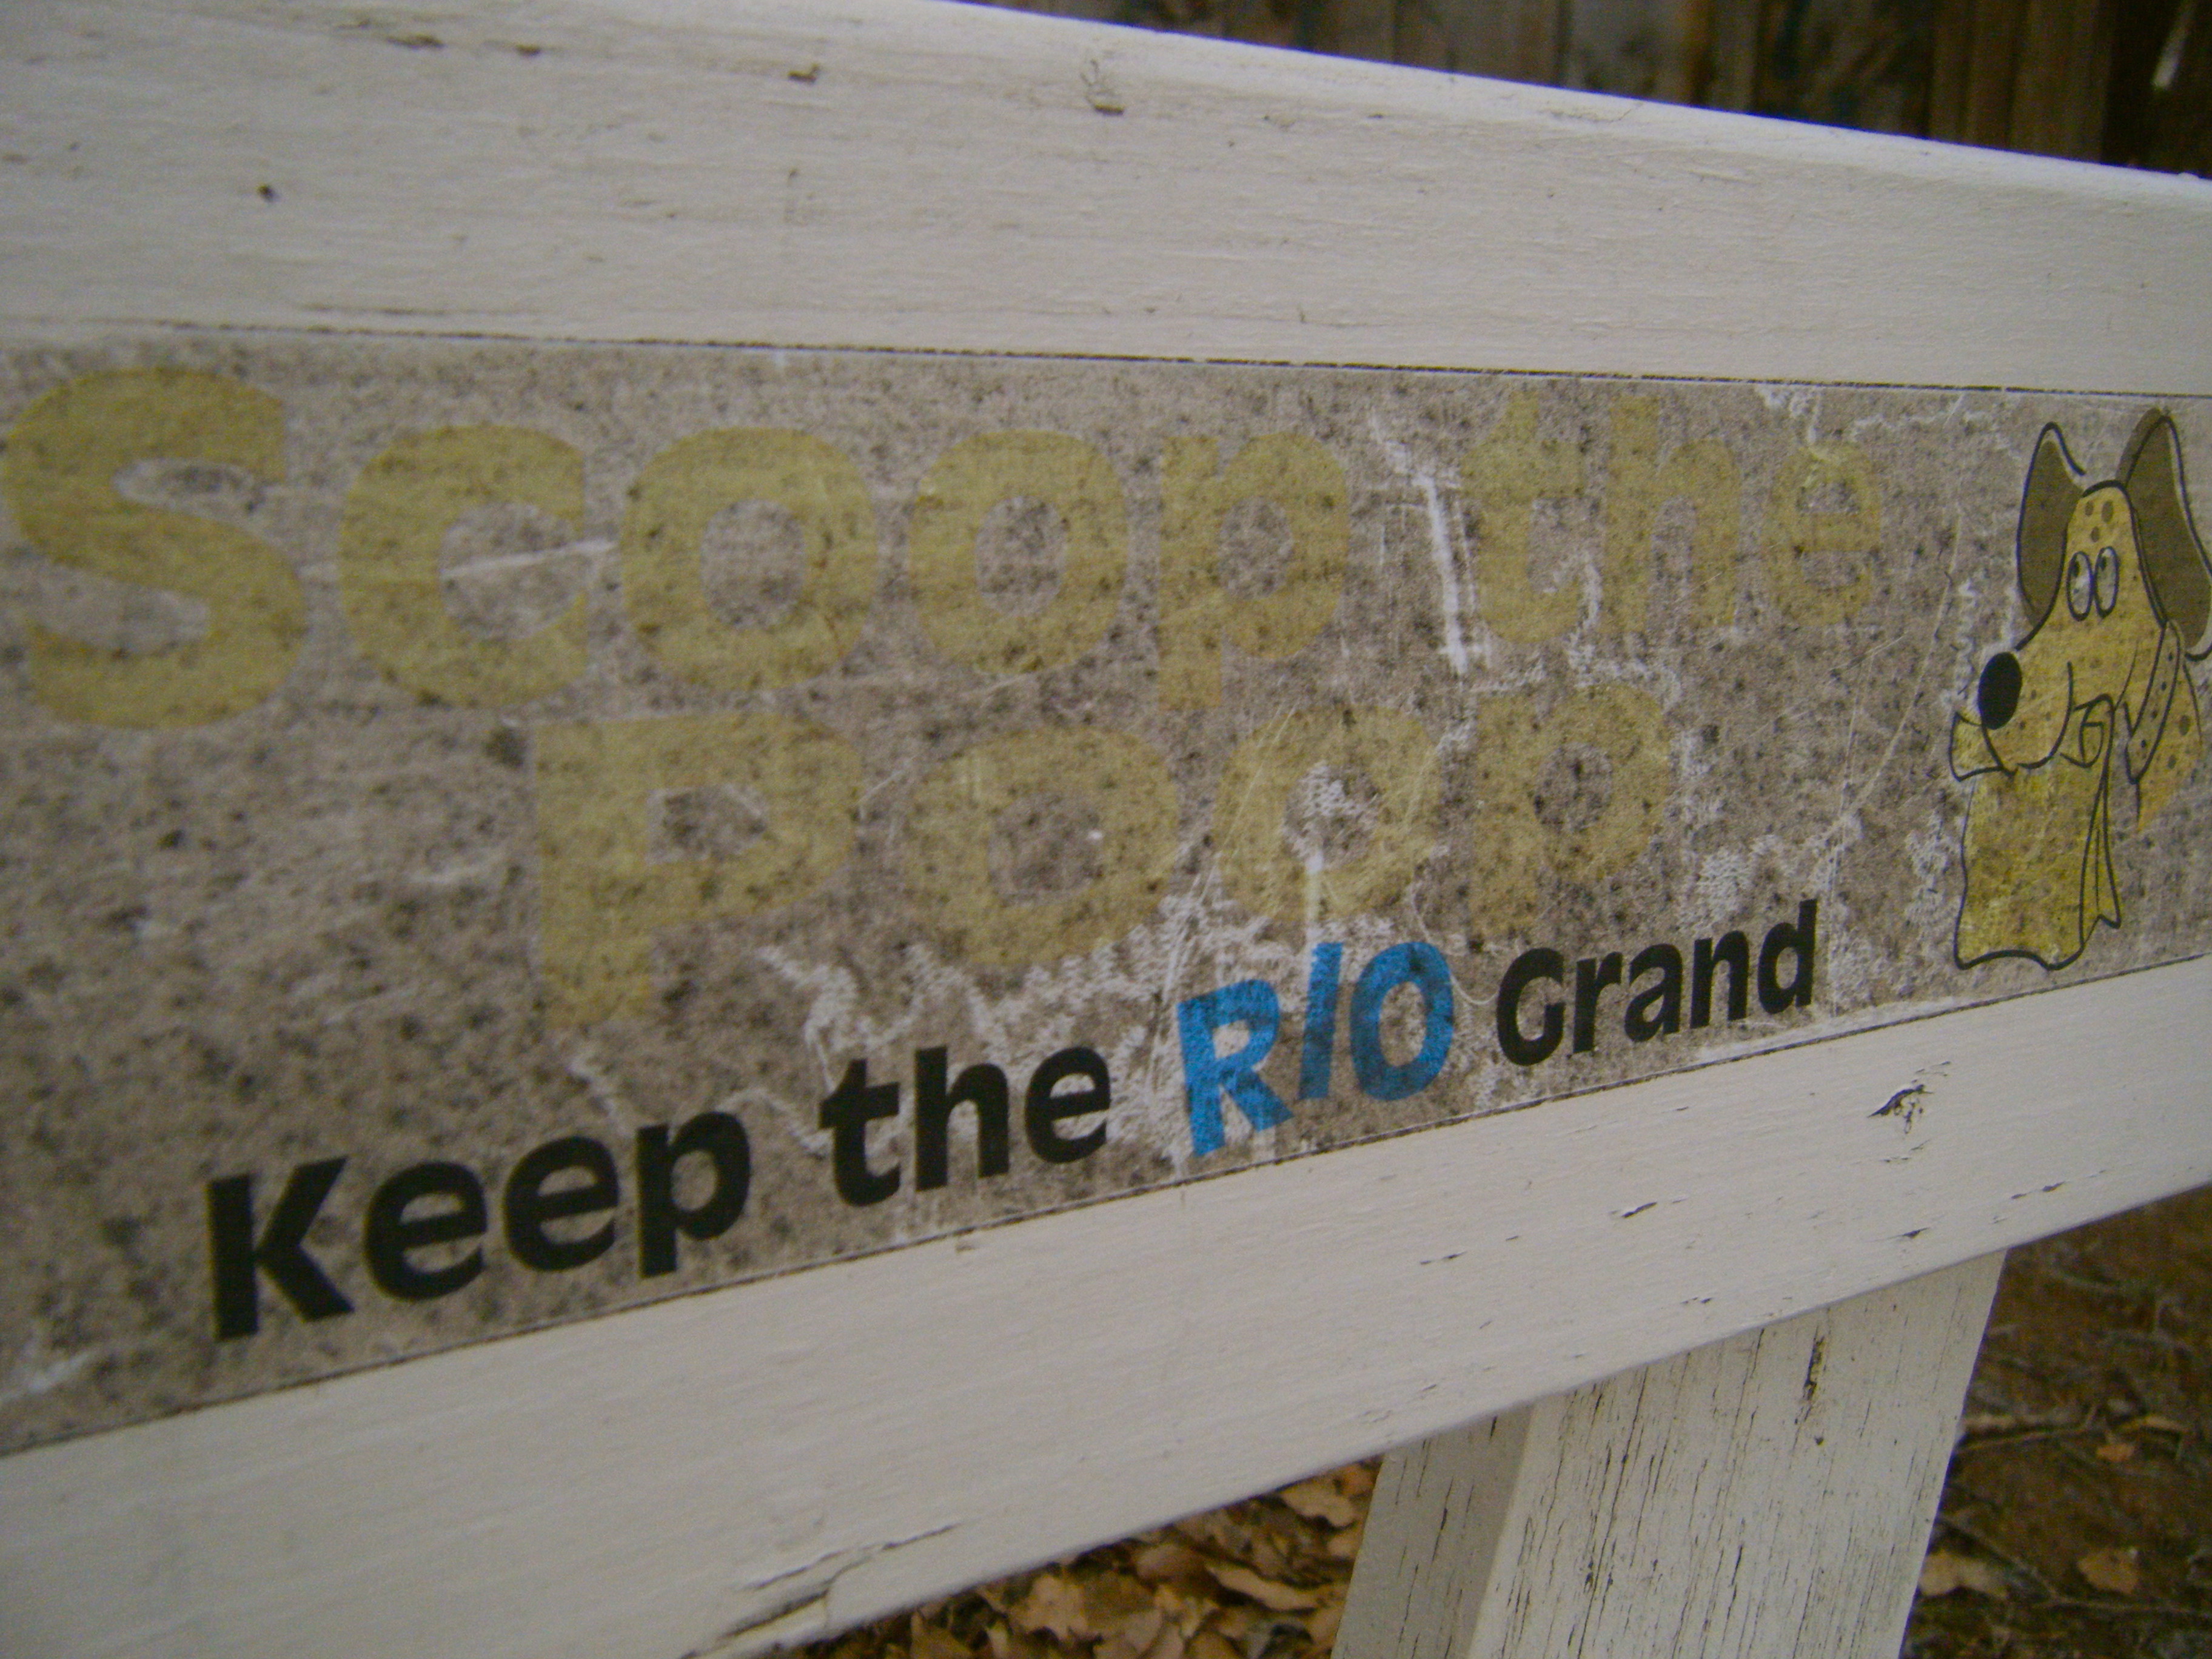 Scoop the
Poop
Keep the RIO Grand